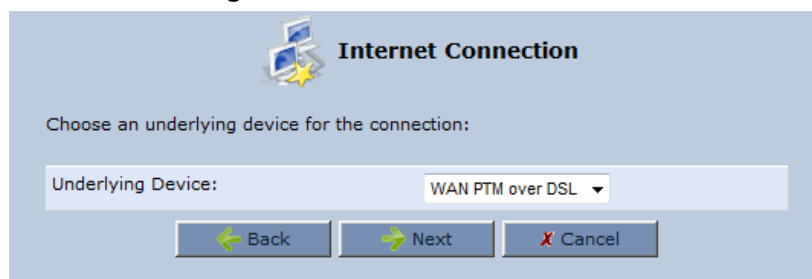 Internet Connection
Choose an underlying device for the connection:
Underlying Device: WAN PTM over DSL
Back Next Cancel